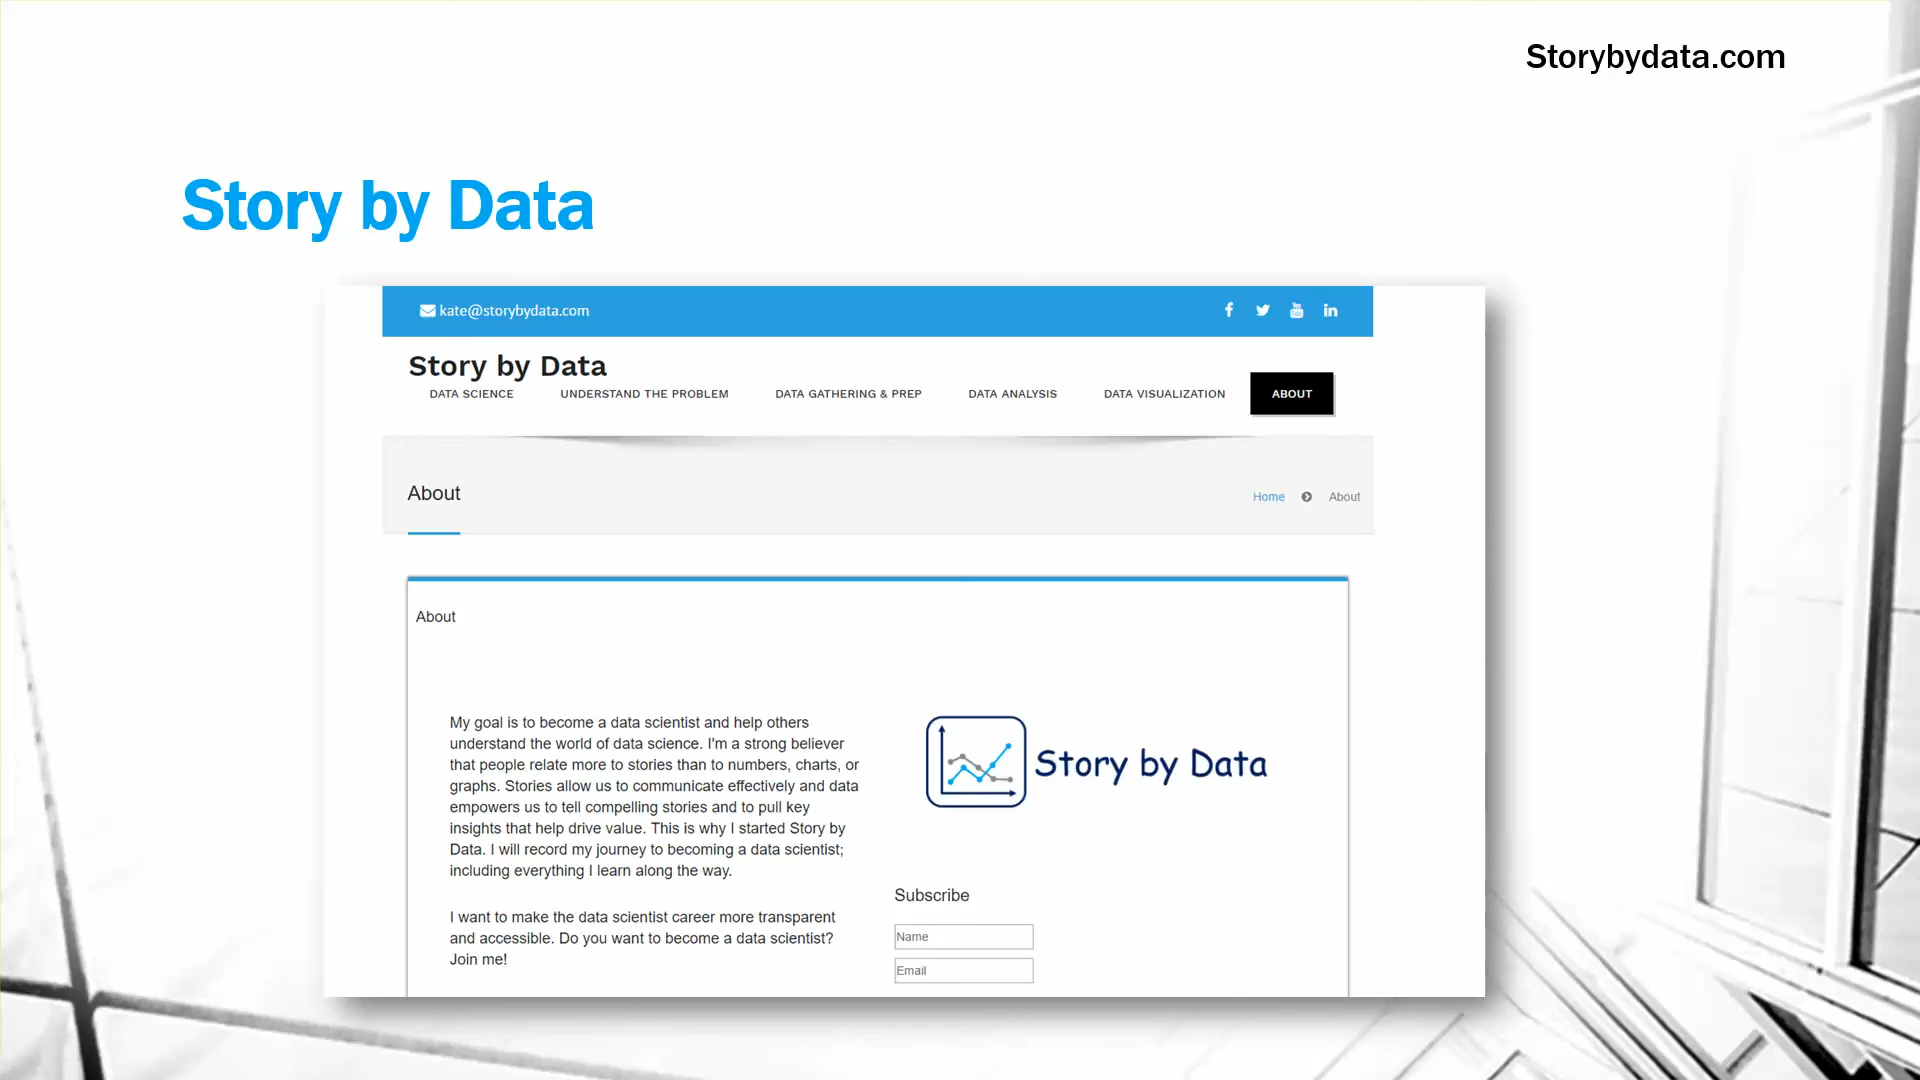 Storybydata.com
Story by Data
kate@storybydata.com
Story by Data
DATA SCIENCE UNDERSTAND THE PROBLEM DATA GATHERING & PREP DATA ANALYSIS DATA VISUALIZATION ABOUT
About
Home About
About
My goal is to become a data scientist and help others
understand the world of data science. I'm a strong believer
that people relate more to stories than to numbers, charts, or
graphs. Stories allow us to communicate effectively and data
empowers us to tell compelling stories and to pull key
insights that help drive value. This is why I started Story by
Data. I will record my journey to becoming a data scientist;
including everything I learn along the way.
I want to make the data scientist career more transparent
and accessible. Do you want to become a data scientist?
Join me!
Story by Data
Subscribe
Name
Email